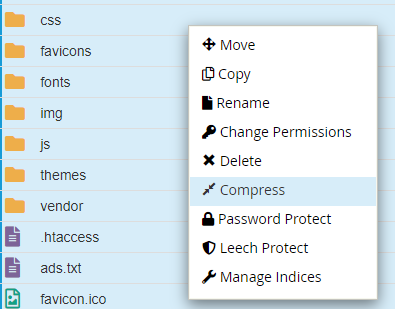 css
favicons
fonts
img
js
themes
vendor
.htaccess
ads.txt
favicon.ico
Move
Copy
Rename
Change Permissions
Delete
Compress
Password Protect
Leech Protect
Manage Indices